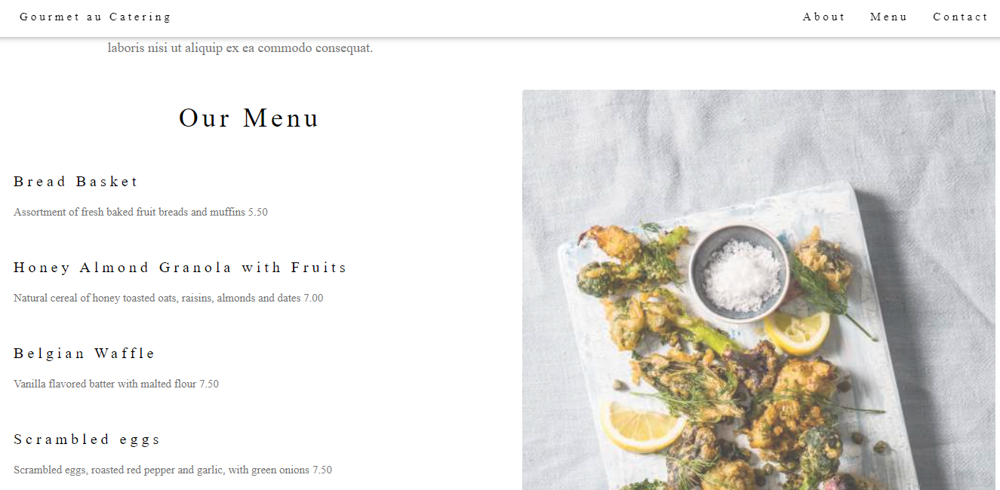 Gourmet au Catering
About Menu Contact
laboris nisi ut aliquip ex ea commodo consequat.
Our Menu
Bread Basket
Assortment of fresh baked fruit breads and muffins 5.50
Honey Almond Granola with Fruits
Natural cereal of honey toasted oats, raisins, almonds and dates 7.00
Belgian Waffle
Vanilla flavored batter with malted flour 7.50
Scrambled eggs
Scrambled eggs, roasted red pepper and garlic, with green onions 7.50